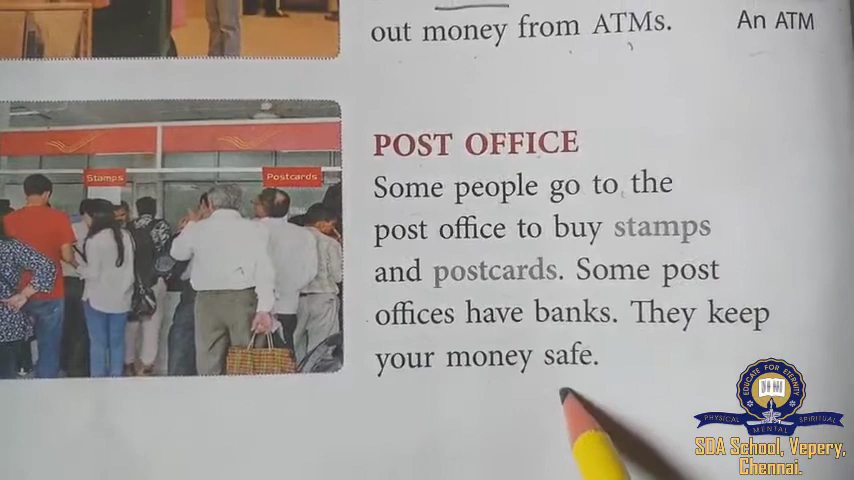 out money from ATMs.
An ATM
Stamps
Postcards
POST OFFICE
Some people go to the
post office to buy stamps
and postcards. Some post
offices have banks. They keep
your money safe.
EDUCATE FOR ETERNITY
PHYSICAL
MENTAL
SPIRITUAL
SDA School, Vepery,
Chennai.